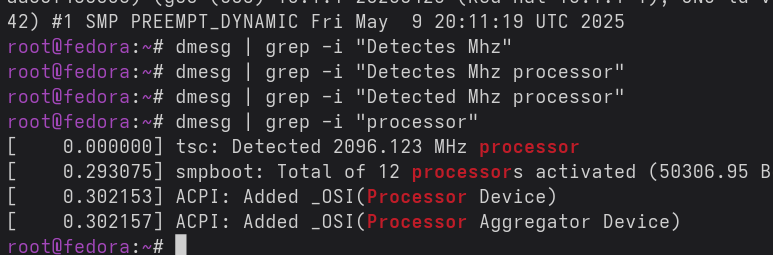 42) #1 SMP PREEMPT_DYNAMIC Fri May  9 20:11:19 UTC 2025
root@fedora:~# dmesg | grep -i "Detectes Mhz"
root@fedora:~# dmesg | grep -i "Detectes Mhz processor"
root@fedora:~# dmesg | grep -i "Detected Mhz processor"
root@fedora:~# dmesg | grep -i "processor"
[    0.000000] tsc: Detected 2096.123 MHz processor
[    0.293075] smpboot: Total of 12 processors activated (50306.95 B
[    0.302153] ACPI: Added _OSI(Processor Device)
[    0.302157] ACPI: Added _OSI(Processor Aggregator Device)
root@fedora:~#